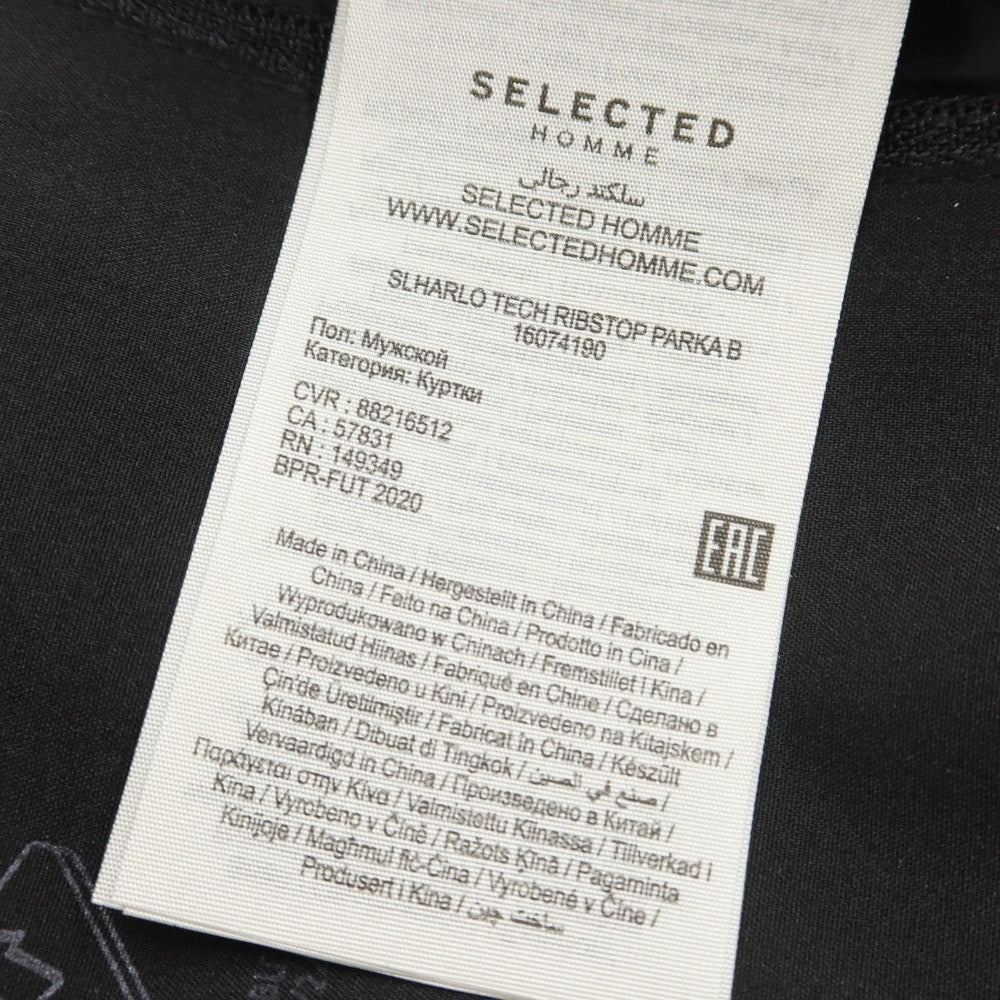 SELECTED
HOMME
سلكتد رجالي
SELECTED HOMME
WWW.SELECTEDHOMME.COM
SLHARLO TECH RIBSTOP PARKA B
16074190
Пол: Мужской
Категория: Куртки
CVR : 88216512
CA : 57831
RN : 149349
BPR-FUT 2020
EAC
Made in China / Hergestellt in China / Fabricado en
China / Feito na China / Prodotto in Cina /
Wyprodukowano w Chinach / Fremstillet i Kina /
Valmistatud Hiinas / Fabriqué en Chine / Сделано в
Китае / Proizvedeno u Kini / Proizvedeno na Kitajskem /
Çin'de Üretilmiştir / Fabricat în China / Készült
Kínában / Dibuat di Tingkok / صنع في الصين /
Vervaardigd in China / Произведено в Китай /
Παράγεται στην Κίνα / Valmistettu Kiinassa / Tillverkad i
Kina / Vyrobeno v Číně / Ražots Ķīnā / Pagaminta
Kinijoje / Magħmul fiċ-Ċina / Vyrobené v Číne /
Produsert i Kina / ساخت چین